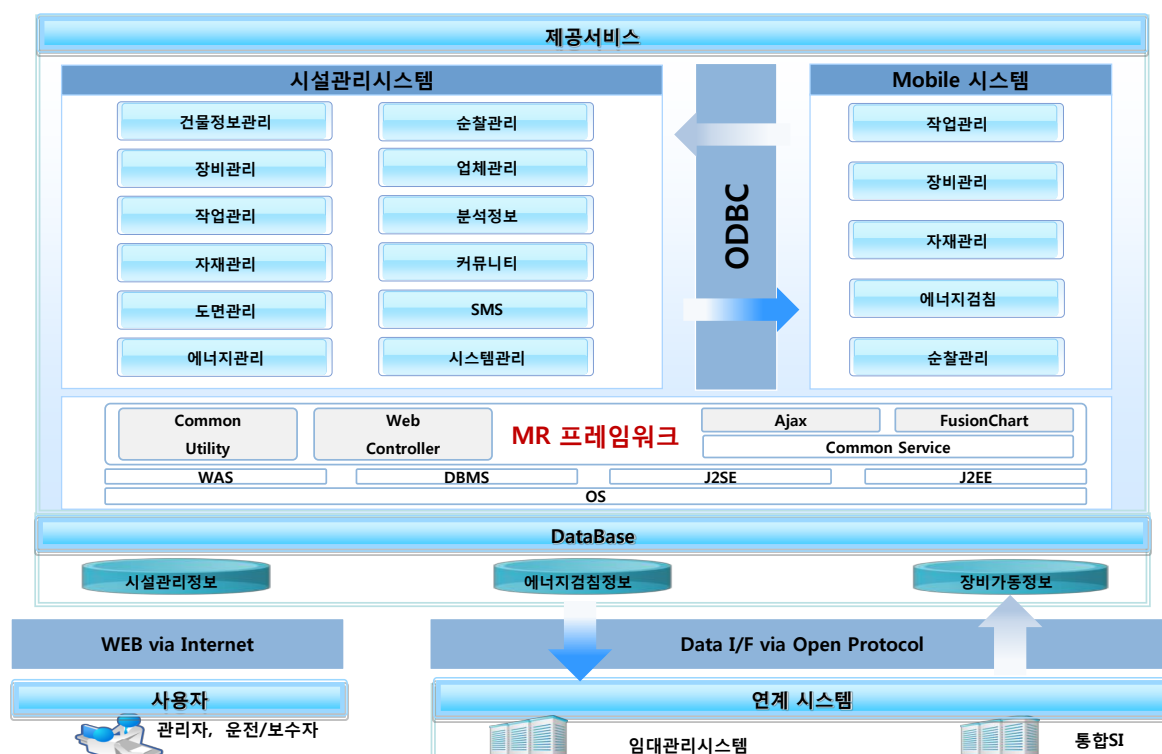 제공서비스
시설관리시스템
건물정보관리
순찰관리
장비관리
업체관리
작업관리
분석정보
자재관리
커뮤니티
도면관리
SMS
에너지관리
시스템관리
ODBC
Mobile 시스템
작업관리
장비관리
자재관리
에너지검침
순찰관리
Common
Utility
Web
Controller
MR 프레임워크
Ajax
FusionChart
Common Service
WAS
DBMS
J2SE
J2EE
OS
DataBase
시설관리정보
에너지검침정보
장비가동정보
WEB via Internet
Data I/F via Open Protocol
사용자
관리자, 운전/보수자
연계 시스템
임대관리시스템
통합SI